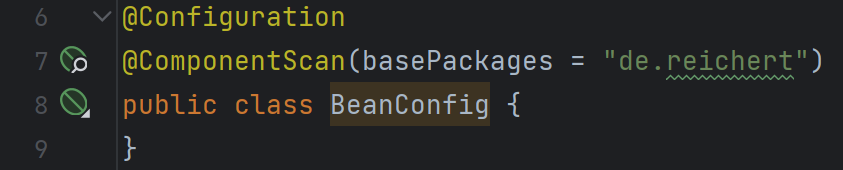 6 @Configuration
7 @ComponentScan(basePackages = "de.reichert")
8 public class BeanConfig {
9 }